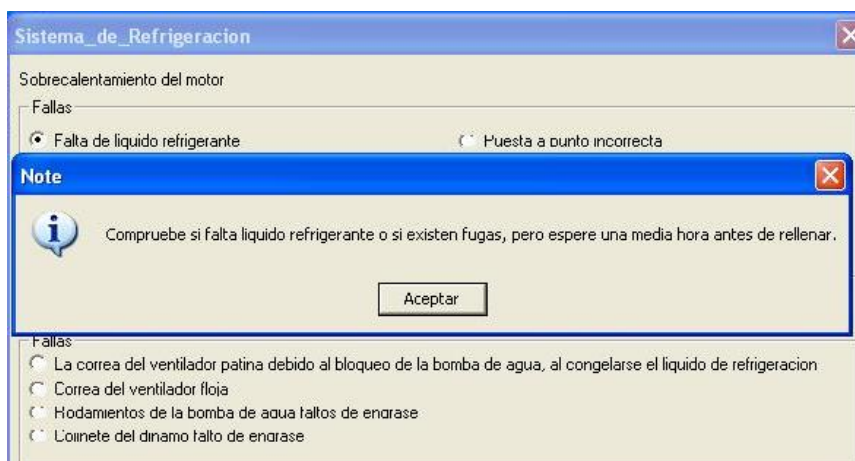 Sistema_de_Refrigeracion
Sobrecalentamiento del motor
Fallas
Falta de liquido refrigerante
Puesta a punto incorrecta
Note
Compruebe si falta liquido refrigerante o si existen fugas, pero espere una media hora antes de rellenar.
Aceptar
Fallas
La correa del ventilador patina debido al bloqueo de la bomba de agua, al congelarse el liquido de refrigeracion
Correa del ventilador floja
Rodamientos de la bomba de agua faltos de engrase
Cojinete del dinamo falto de engrase